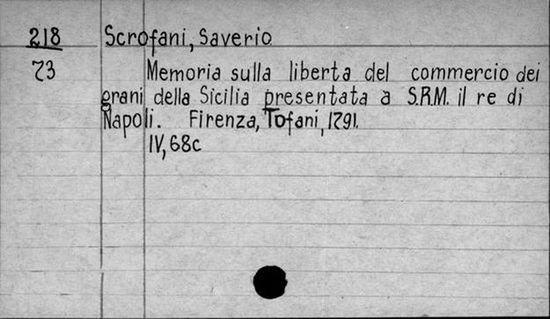 218 Scrofani, Saverio
73 Memoria sulla liberta del commercio dei
grani della Sicilia presentata a S.R.M. il re di
Napoli. Firenza, Tofani, 1791.
IV, 68c